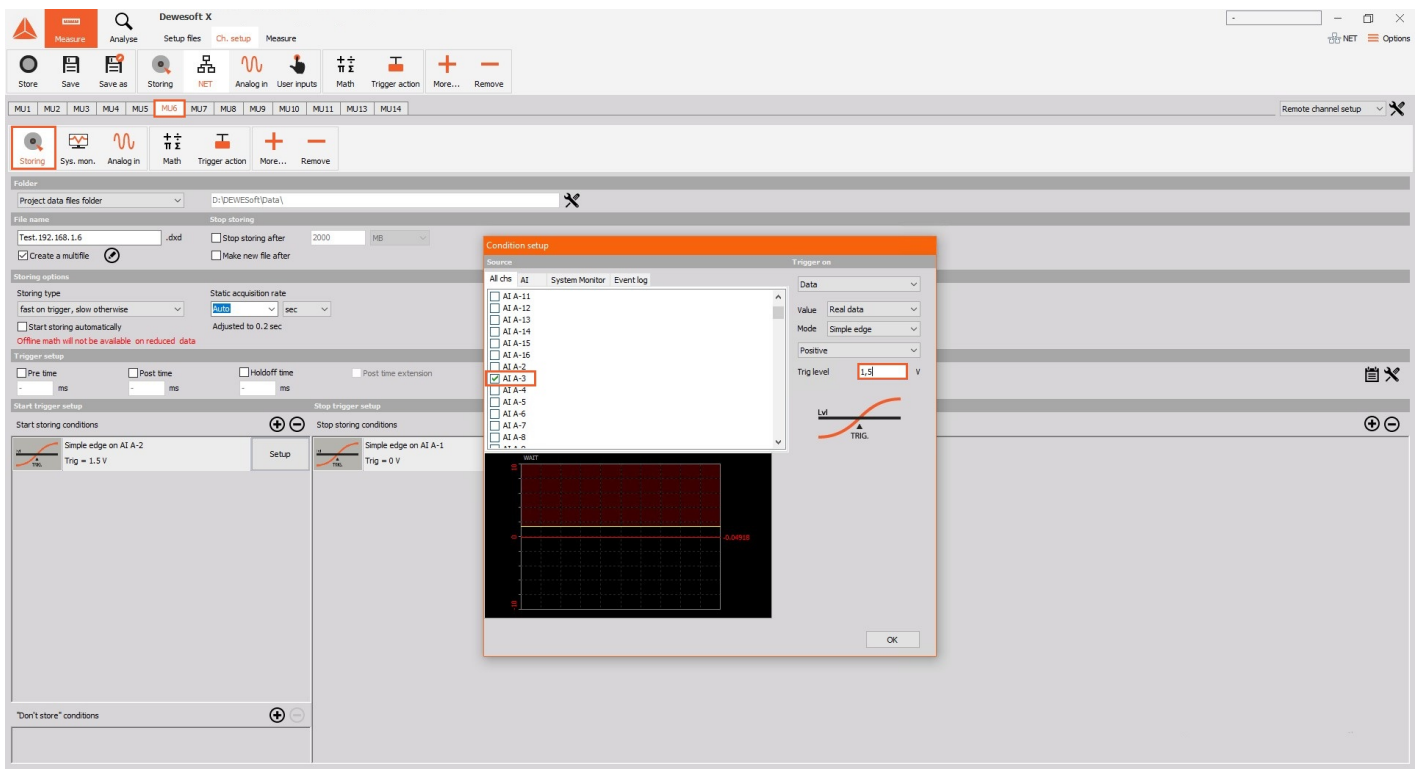 Dewesoft X
Measure Analyse Setup files Ch. setup Measure
NET Options
Store Save Save as Storing NET Analog in User inputs Math Trigger action More... Remove
MU1 MU2 MU3 MU4 MU5 MU6 MU7 MU8 MU9 MU10 MU11 MU13 MU14
Remote channel setup
Storing Sys. mon. Analog in Math Trigger action More... Remove
Folder
Project data files folder D:\DEWESoft\Data\
File name Stop storing
Test.192.168.1.6 .dxd Stop storing after 2000 MB
Create a multifile Make new file after
Storing options
Storing type Static acquisition rate
fast on trigger, slow otherwise Auto sec
Start storing automatically Adjusted to 0.2 sec
Offline math will not be available on reduced data
Trigger setup
Pre time Post time Holdoff time Post time extension
- ms - ms - ms
Start trigger setup Stop trigger setup
Start storing conditions Stop storing conditions
Simple edge on AI A-2
Trig = 1.5 V
Setup
Simple edge on AI A-1
Trig = 0 V
"Don't store" conditions
Condition setup
Source Trigger on
All chs AI System Monitor Event log
AI A-11
AI A-12
AI A-13
AI A-14
AI A-15
AI A-16
AI A-2
AI A-3
AI A-4
AI A-5
AI A-6
AI A-7
AI A-8
AI A-9
Data
Value Real data
Mode Simple edge
Positive
Trig level 1,5 V
Lvl
TRIG.
WAIT
10
0
-0.04918
-10
OK